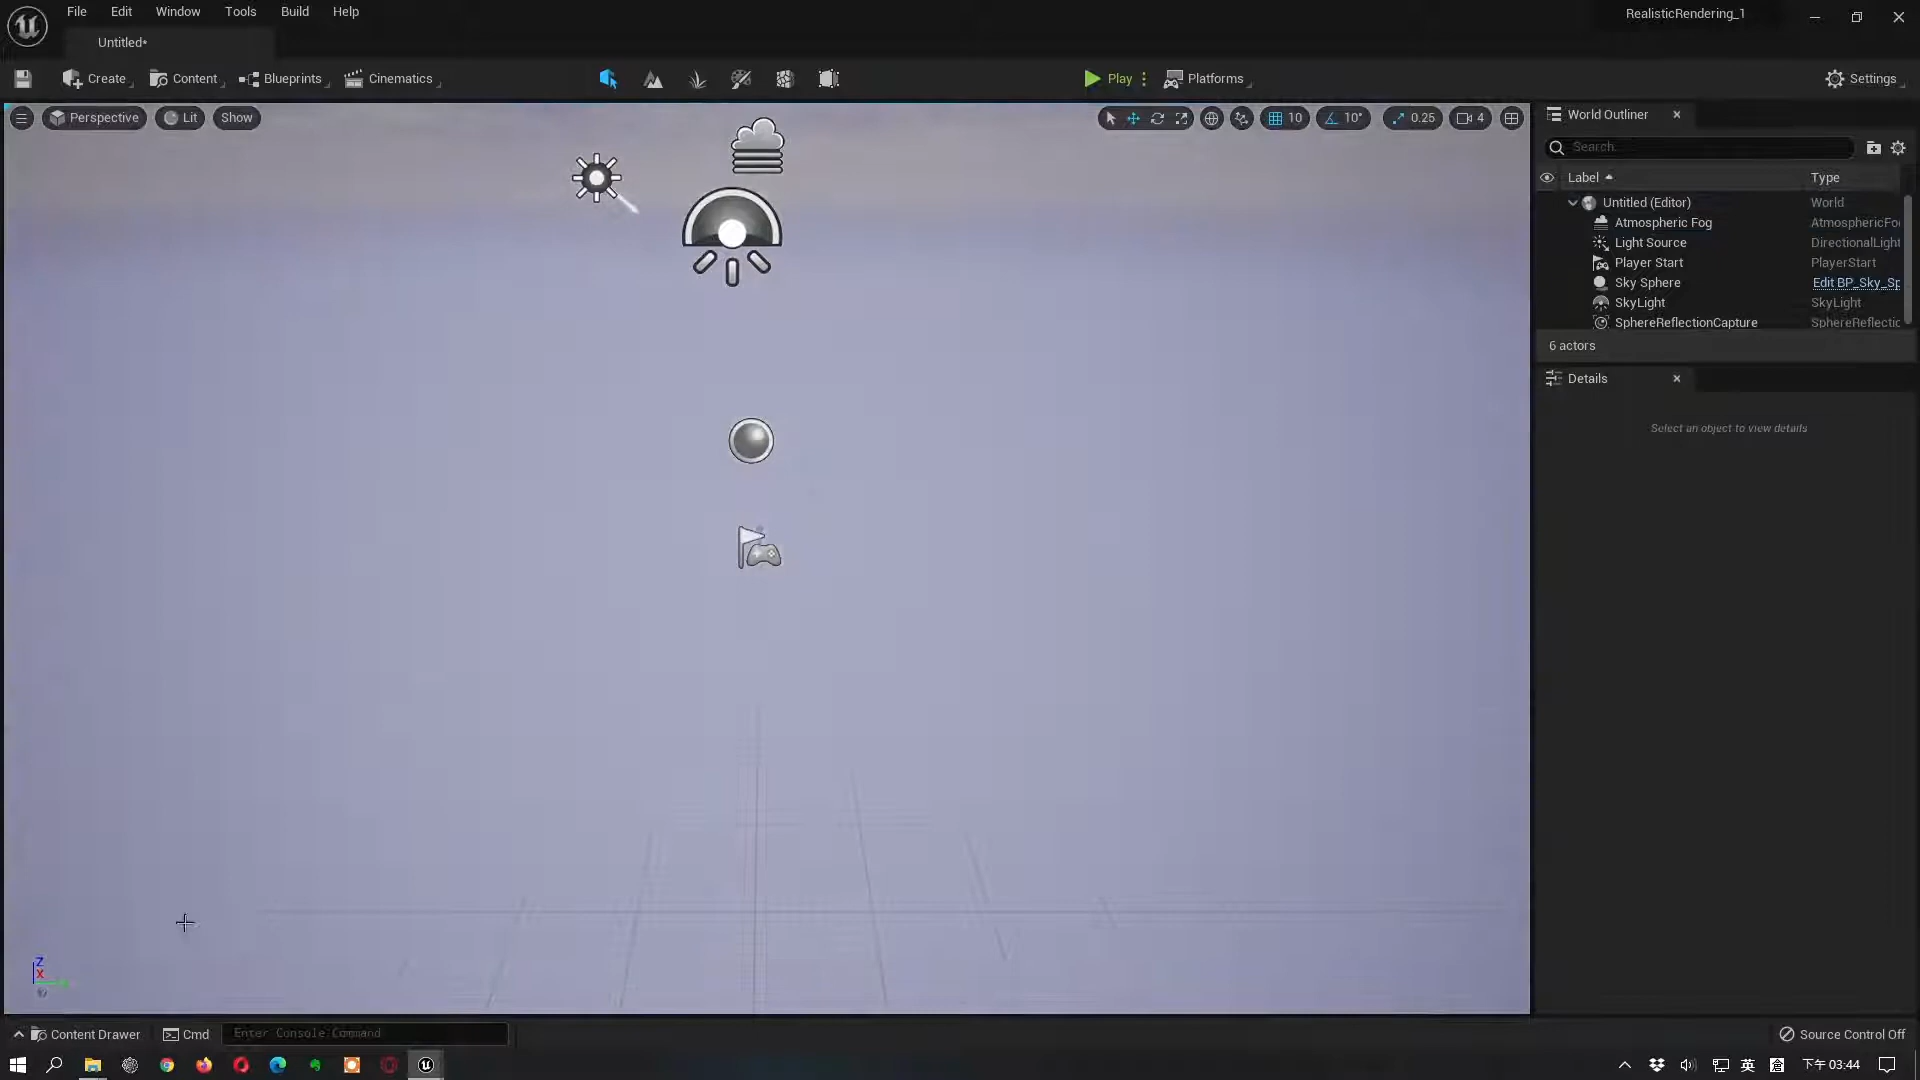 File Edit Window Tools Build Help
RealisticRendering_1
Untitled*
Create Content Blueprints Cinematics Play Platforms Settings
Perspective Lit Show 10 10° 0.25 4
World Outliner
Search...
Label Type
Untitled (Editor) World
Atmospheric Fog AtmosphericFo
Light Source DirectionalLight
Player Start PlayerStart
Sky Sphere Edit BP_Sky_Sp
SkyLight SkyLight
SphereReflectionCapture SphereReflectic
6 actors
Details
Select an object to view details
Z
X
Content Drawer Cmd Enter Console Command Source Control Off
英 下午 03:44